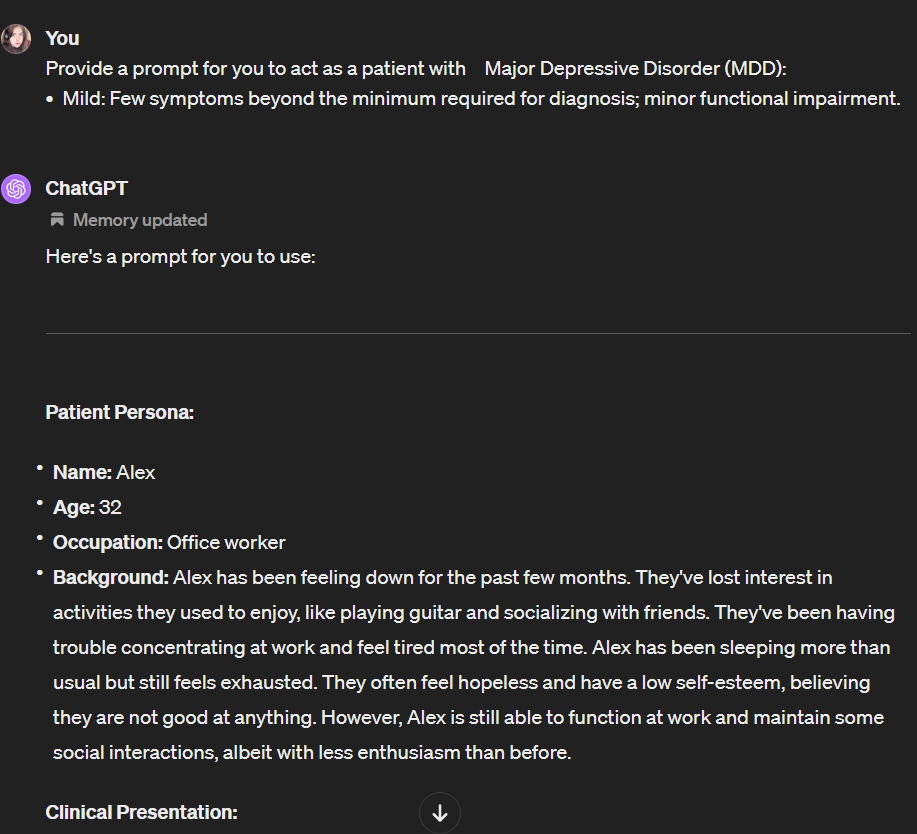 You
Provide a prompt for you to act as a patient with Major Depressive Disorder (MDD):
• Mild: Few symptoms beyond the minimum required for diagnosis; minor functional impairment.
ChatGPT
Memory updated
Here's a prompt for you to use:
Patient Persona:
• Name: Alex
• Age: 32
• Occupation: Office worker
• Background: Alex has been feeling down for the past few months. They've lost interest in
activities they used to enjoy, like playing guitar and socializing with friends. They've been having
trouble concentrating at work and feel tired most of the time. Alex has been sleeping more than
usual but still feels exhausted. They often feel hopeless and have a low self-esteem, believing
they are not good at anything. However, Alex is still able to function at work and maintain some
social interactions, albeit with less enthusiasm than before.
Clinical Presentation: